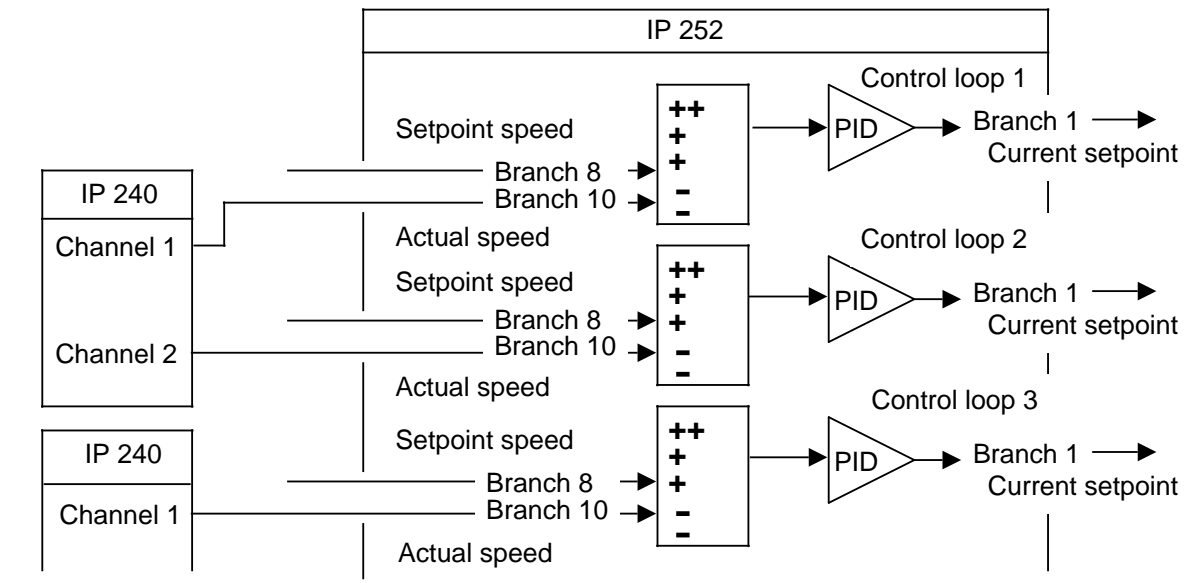 IP 252
Control loop 1
Setpoint speed
++
+
+
-
-
PID
Branch 1
Current setpoint
Branch 8
Branch 10
IP 240
Channel 1
Actual speed
Control loop 2
Setpoint speed
++
+
+
-
-
PID
Branch 1
Current setpoint
Branch 8
Branch 10
Channel 2
Actual speed
Control loop 3
Setpoint speed
++
+
+
-
-
PID
Branch 1
Current setpoint
IP 240
Branch 8
Branch 10
Channel 1
Actual speed